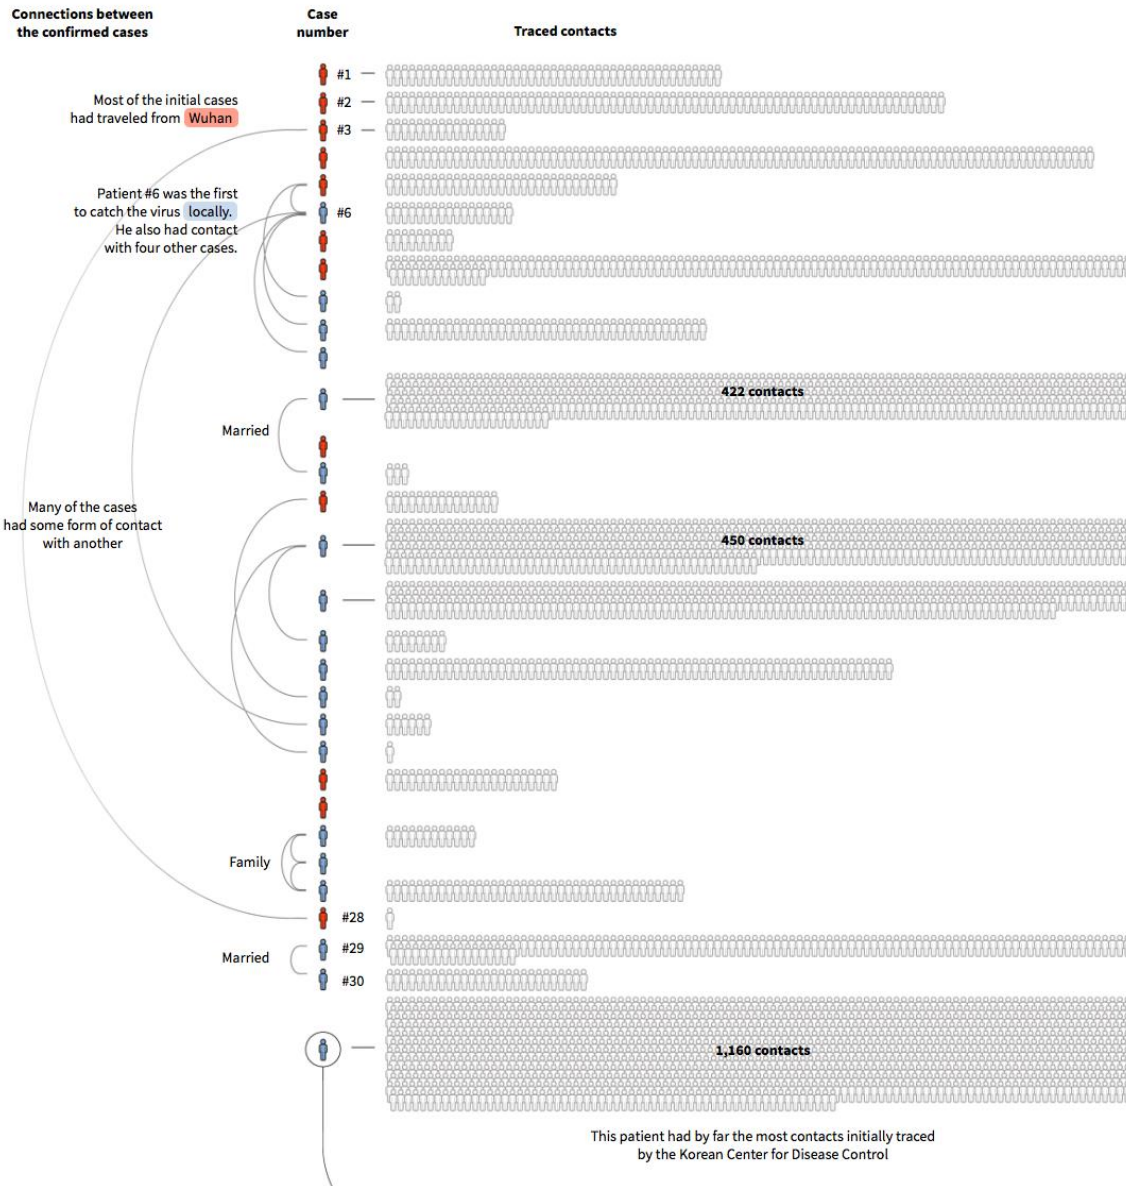 Connections between
the confirmed cases
Case
number
Traced contacts
#1
Most of the initial cases
had traveled from Wuhan
#2
#3
Patient #6 was the first
to catch the virus locally.
He also had contact
with four other cases.
#6
422 contacts
Married
Many of the cases
had some form of contact
with another
450 contacts
Family
#28
#29
Married
#30
1,160 contacts
This patient had by far the most contacts initially traced
by the Korean Center for Disease Control